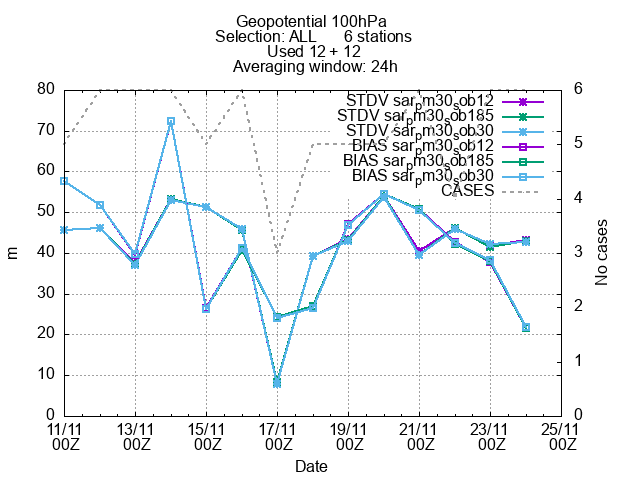 Geopotential 100hPa
Selection: ALL 6 stations
Used 12 + 12
Averaging window: 24h
80
70
60
50
40
30
20
10
0
m
6
5
4
3
2
1
0
No cases
STDV sar_pm30_sob12
STDV sar_pm30_sob185
STDV sar_pm30_sob30
BIAS sar_pm30_sob12
BIAS sar_pm30_sob185
BIAS sar_pm30_sob30
CASES
11/11 13/11 15/11 17/11 19/11 21/11 23/11 25/11
00Z 00Z 00Z 00Z 00Z 00Z 00Z 00Z
Date